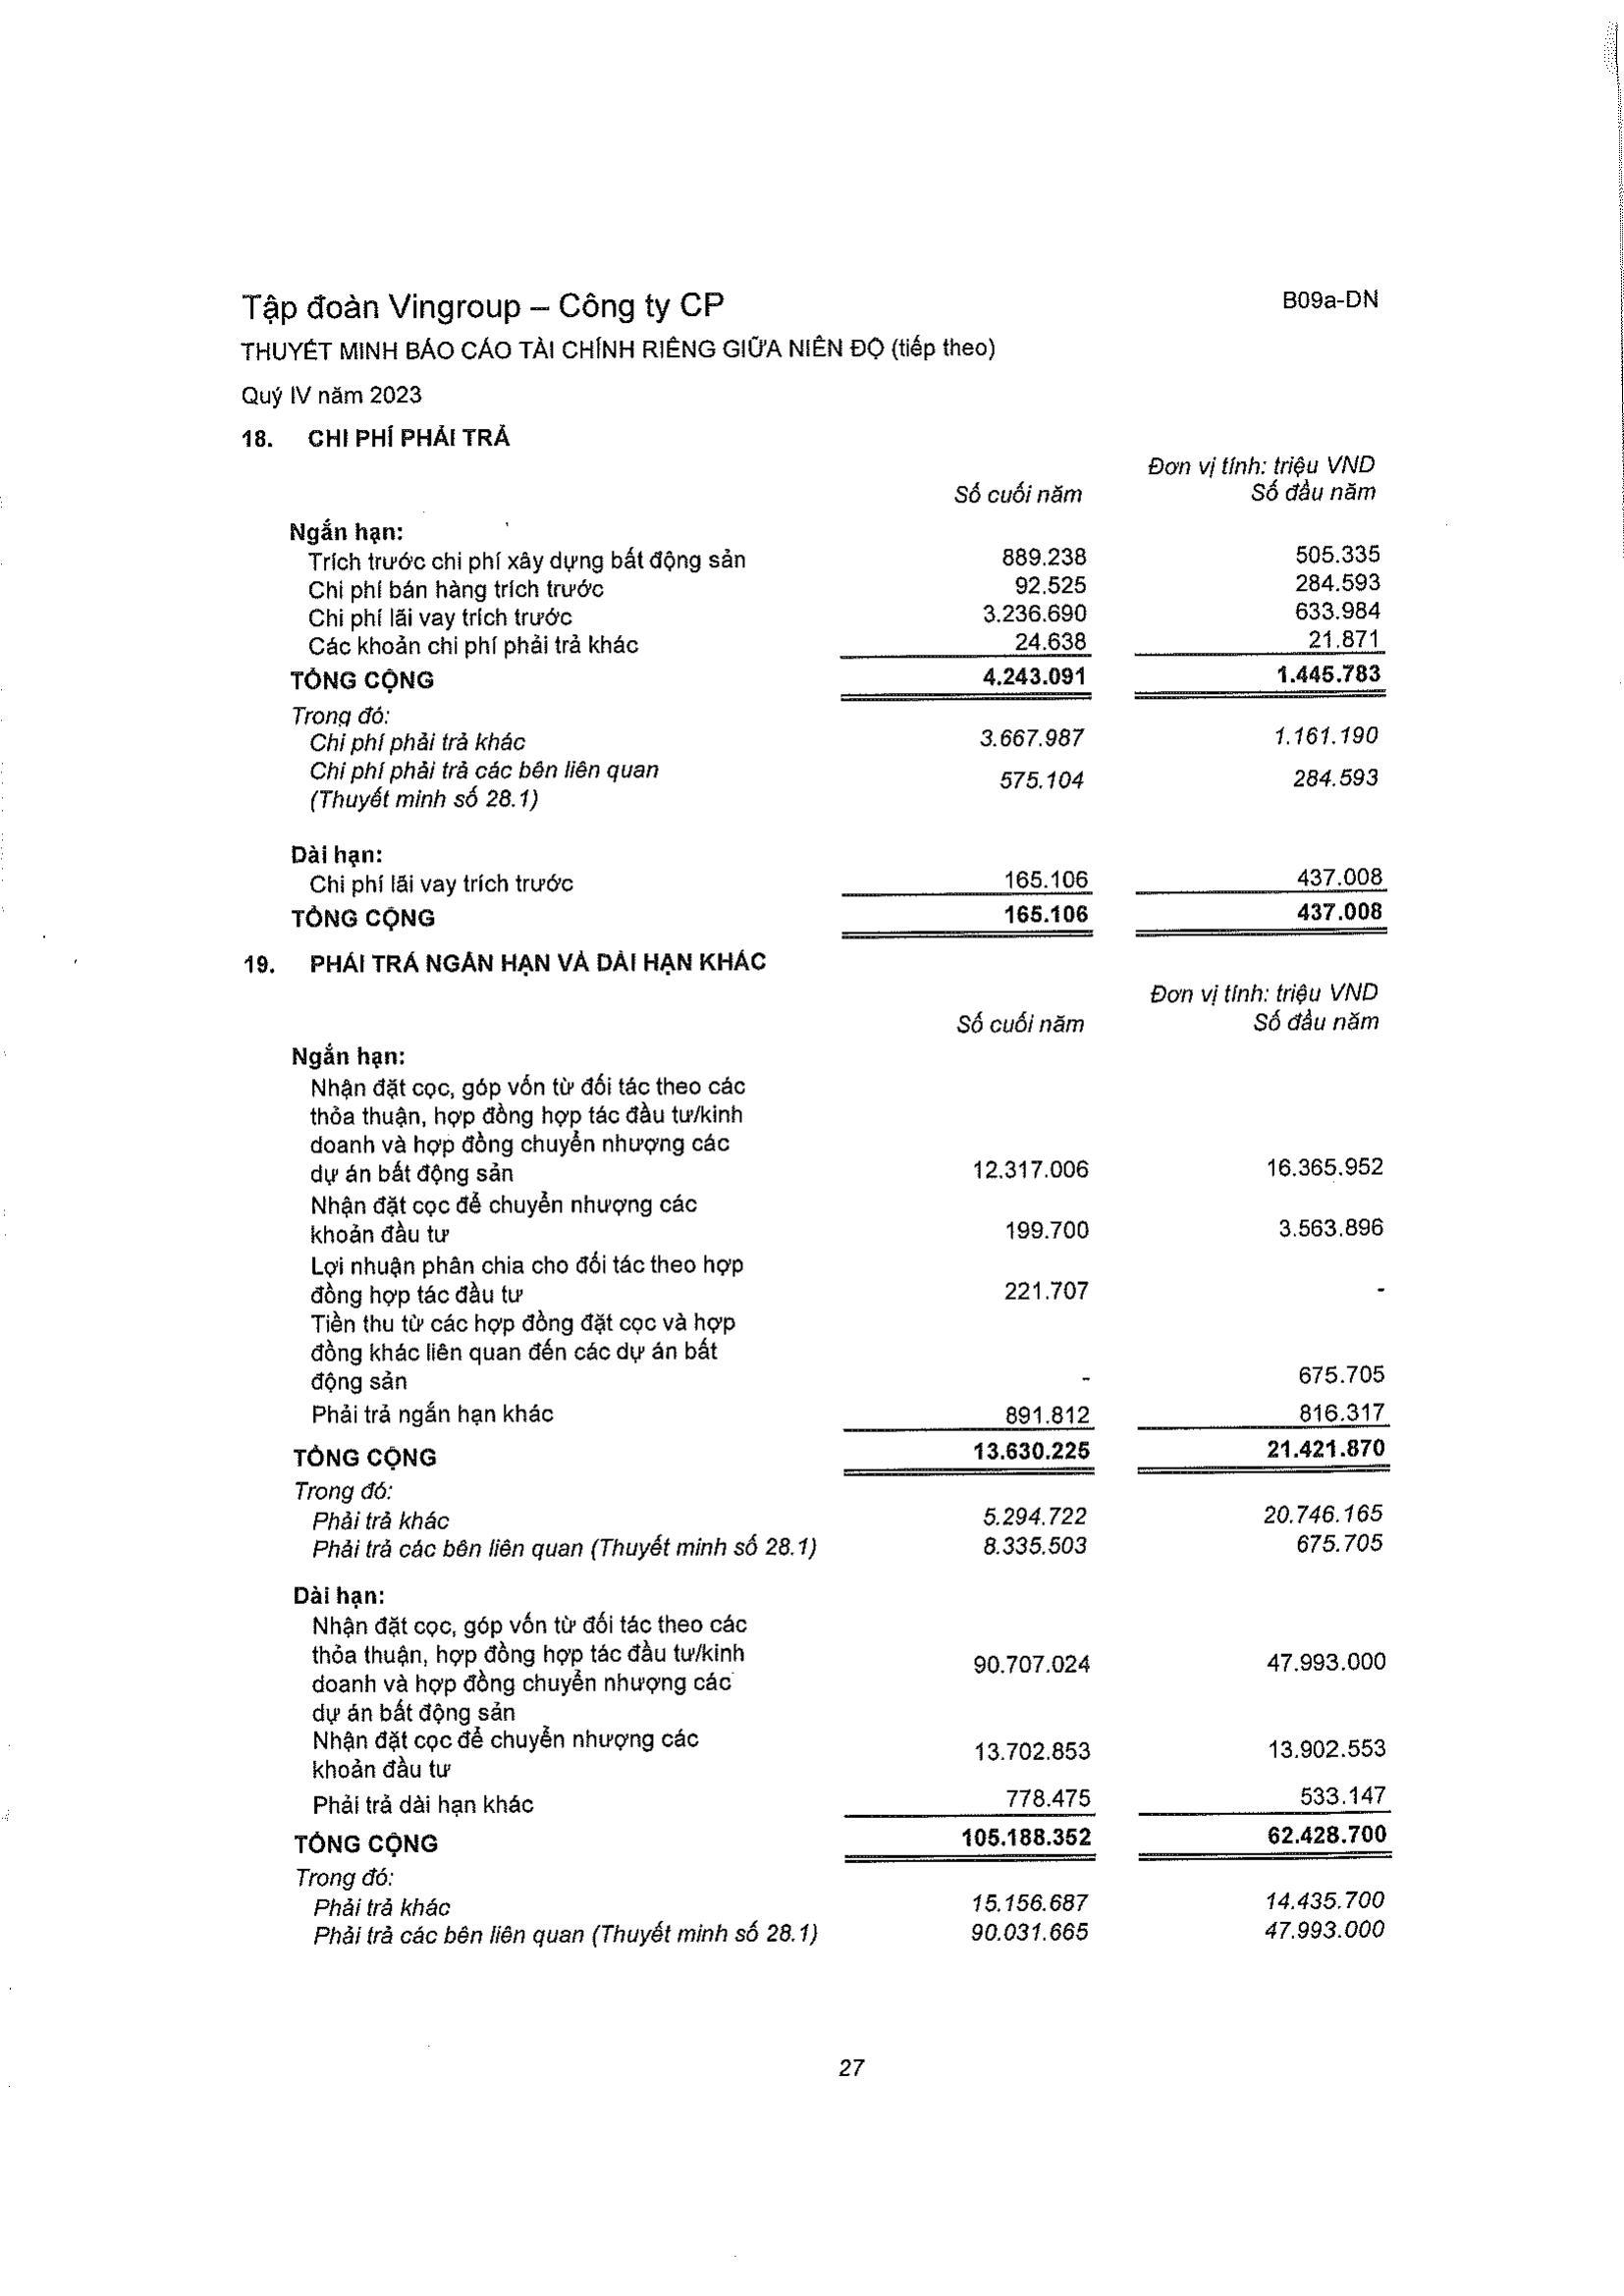 Tập đoàn Vingroup – Công ty CP B09a-DN
THUYẾT MINH BÁO CÁO TÀI CHÍNH RIÊNG GIỮA NIÊN ĐỘ (tiếp theo)
Quý IV năm 2023
18. CHI PHÍ PHẢI TRẢ
Đơn vị tính: triệu VND
Số cuối năm Số đầu năm
Ngắn hạn:
Trích trước chi phí xây dựng bất động sản 889.238 505.335
Chi phí bán hàng trích trước 92.525 284.593
Chi phí lãi vay trích trước 3.236.690 633.984
Các khoản chi phí phải trả khác 24.638 21.871
TỔNG CỘNG 4.243.091 1.445.783
Trong đó:
Chi phí phải trả khác 3.667.987 1.161.190
Chi phí phải trả các bên liên quan
(Thuyết minh số 28.1) 575.104 284.593
Dài hạn:
Chi phí lãi vay trích trước 165.106 437.008
TỔNG CỘNG 165.106 437.008
19. PHẢI TRẢ NGẮN HẠN VÀ DÀI HẠN KHÁC
Đơn vị tính: triệu VND
Số cuối năm Số đầu năm
Ngắn hạn:
Nhận đặt cọc, góp vốn từ đối tác theo các
thỏa thuận, hợp đồng hợp tác đầu tư/kinh
doanh và hợp đồng chuyển nhượng các
dự án bất động sản 12.317.006 16.365.952
Nhận đặt cọc để chuyển nhượng các
khoản đầu tư 199.700 3.563.896
Lợi nhuận phân chia cho đối tác theo hợp
đồng hợp tác đầu tư 221.707 -
Tiền thu từ các hợp đồng đặt cọc và hợp
đồng khác liên quan đến các dự án bất
động sản - 675.705
Phải trả ngắn hạn khác 891.812 816.317
TỔNG CỘNG 13.630.225 21.421.870
Trong đó:
Phải trả khác 5.294.722 20.746.165
Phải trả các bên liên quan (Thuyết minh số 28.1) 8.335.503 675.705
Dài hạn:
Nhận đặt cọc, góp vốn từ đối tác theo các
thỏa thuận, hợp đồng hợp tác đầu tư/kinh 90.707.024 47.993.000
doanh và hợp đồng chuyển nhượng các
dự án bất động sản
Nhận đặt cọc để chuyển nhượng các
khoản đầu tư 13.702.853 13.902.553
Phải trả dài hạn khác 778.475 533.147
TỔNG CỘNG 105.188.352 62.428.700
Trong đó:
Phải trả khác 15.156.687 14.435.700
Phải trả các bên liên quan (Thuyết minh số 28.1) 90.031.665 47.993.000
27